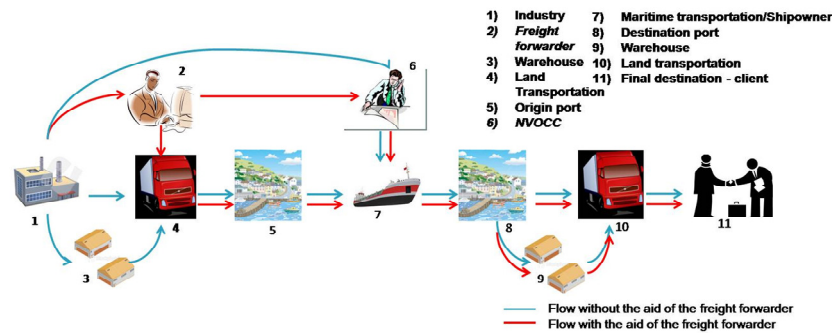 1) Industry
2) Freight
forwarder
3) Warehouse
4) Land
Transportation
5) Origin port
6) NVOCC
7) Maritime transportation/Shipowner
8) Destination port
9) Warehouse
10) Land transportation
11) Final destination - client
2
6
1
4
5
7
8
10
11
3
9
Flow without the aid of the freight forwarder
Flow with the aid of the freight forwarder